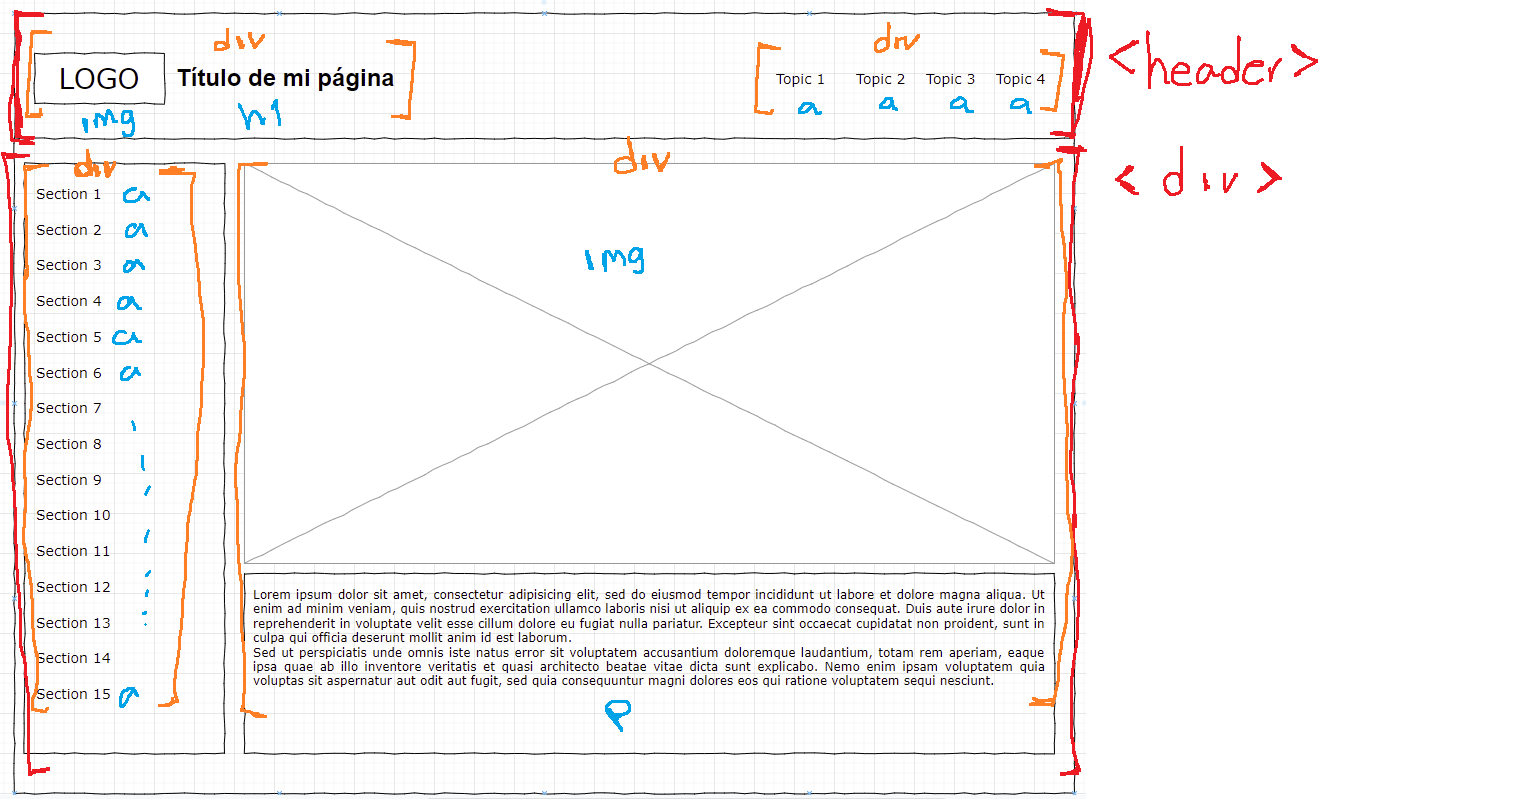 div
div
LOGO Título de mi página
Topic 1 Topic 2 Topic 3 Topic 4
<header>
img h1
a a a a
div
div
<div>
Section 1 a
Section 2 a
Section 3 a
Section 4 a
Section 5 a
Section 6 a
Section 7
Section 8
Section 9
Section 10
Section 11
Section 12
Section 13
Section 14
Section 15 a
img
Lorem ipsum dolor sit amet, consectetur adipisicing elit, sed do eiusmod tempor incididunt ut labore et dolore magna aliqua. Ut
enim ad minim veniam, quis nostrud exercitation ullamco laboris nisi ut aliquip ex ea commodo consequat. Duis aute irure dolor in
reprehenderit in voluptate velit esse cillum dolore eu fugiat nulla pariatur. Excepteur sint occaecat cupidatat non proident, sunt in
culpa qui officia deserunt mollit anim id est laborum.
Sed ut perspiciatis unde omnis iste natus error sit voluptatem accusantium doloremque laudantium, totam rem aperiam, eaque
ipsa quae ab illo inventore veritatis et quasi architecto beatae vitae dicta sunt explicabo. Nemo enim ipsam voluptatem quia
voluptas sit aspernatur aut odit aut fugit, sed quia consequuntur magni dolores eos qui ratione voluptatem sequi nesciunt.
p